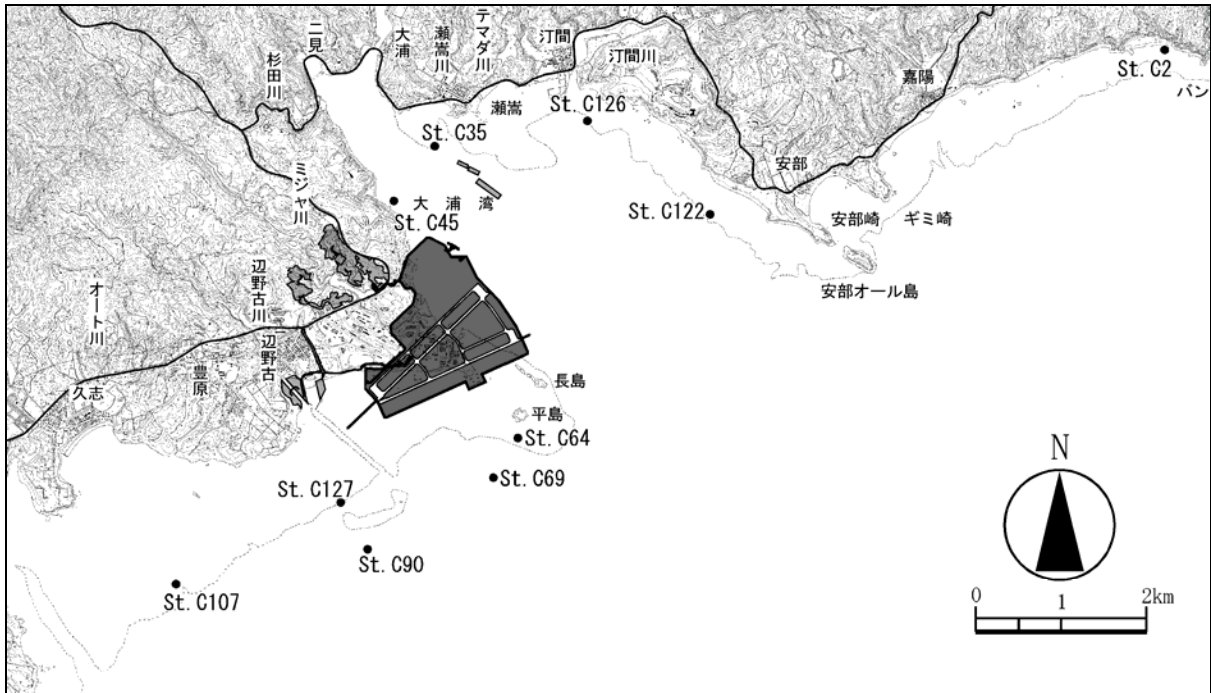 二見
杉田川
大浦
瀬嵩川
テマダ川
汀間
汀間川
嘉陽
St. C2
バン
瀬嵩
St. C126
St. C35
ミジャ川
大浦湾
St. C45
安部
St. C122
安部崎
ギミ崎
安部オール島
辺野古川
辺野古
オート川
豊原
久志
長島
平島
St. C64
St. C69
St. C127
St. C90
St. C107
N
0 1 2km